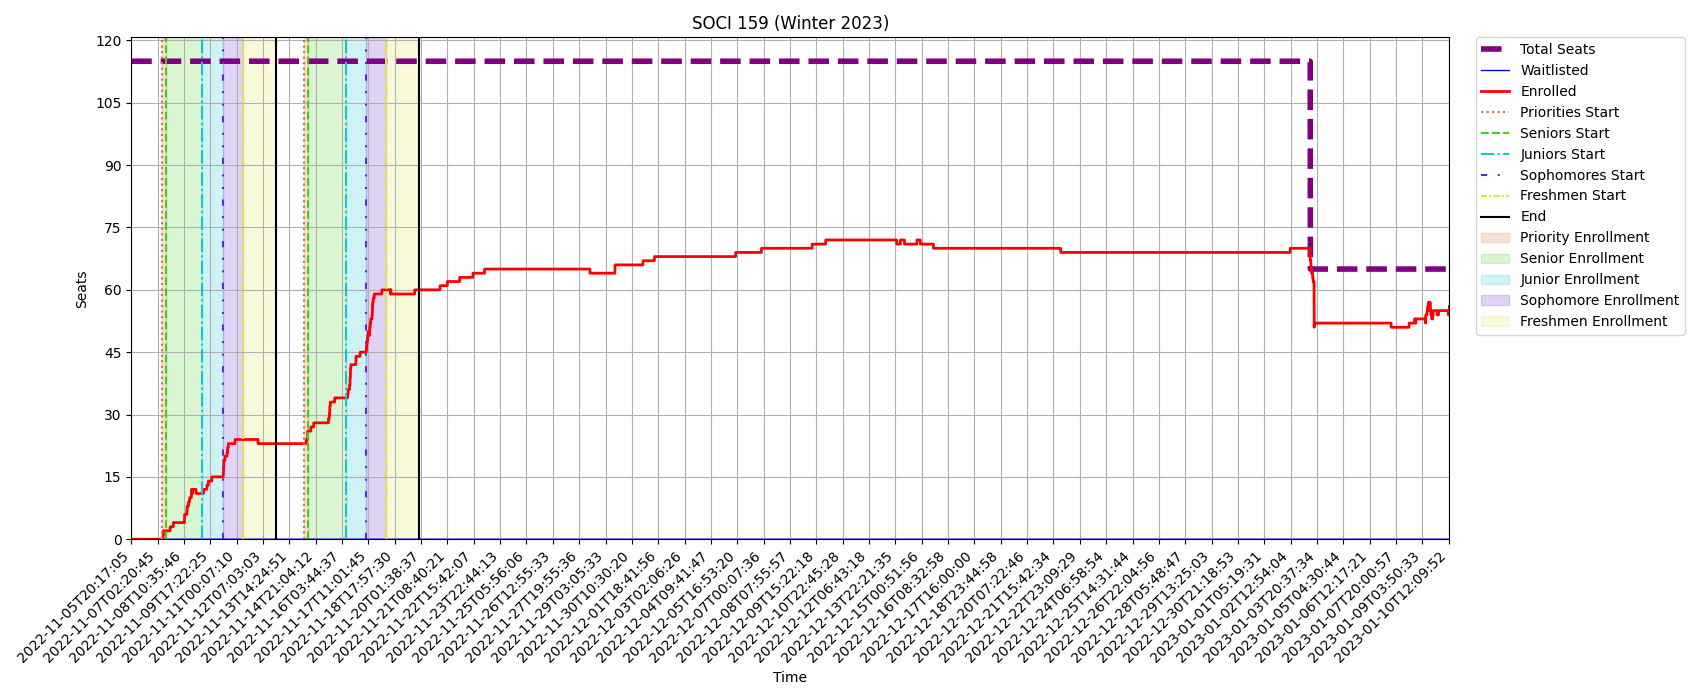 SOCI 159 (Winter 2023)
Seats
120
105
90
75
60
45
30
15
0
2022-11-05T20:17:05
2022-11-07T02:20:45
2022-11-08T10:35:46
2022-11-09T17:22:25
2022-11-11T00:07:10
2022-11-12T07:03:03
2022-11-13T14:24:51
2022-11-14T21:04:12
2022-11-16T03:44:37
2022-11-17T11:01:45
2022-11-18T17:57:30
2022-11-20T01:38:37
2022-11-21T08:40:21
2022-11-22T15:42:07
2022-11-23T22:44:13
2022-11-25T05:56:06
2022-11-26T12:55:33
2022-11-27T19:55:36
2022-11-29T03:05:33
2022-11-30T10:30:20
2022-12-01T18:41:56
2022-12-03T02:06:26
2022-12-04T09:41:47
2022-12-05T16:53:20
2022-12-07T00:07:36
2022-12-08T07:55:57
2022-12-09T15:22:18
2022-12-10T22:45:28
2022-12-12T06:43:18
2022-12-13T14:21:35
2022-12-15T00:51:56
2022-12-16T08:32:58
2022-12-17T16:00:00
2022-12-18T23:44:58
2022-12-20T07:22:46
2022-12-21T15:42:34
2022-12-22T23:09:29
2022-12-24T06:58:54
2022-12-25T14:31:44
2022-12-26T22:04:56
2022-12-28T05:48:47
2022-12-29T13:25:03
2022-12-30T21:18:53
2023-01-01T05:19:31
2023-01-02T12:54:04
2023-01-03T20:37:34
2023-01-05T04:30:44
2023-01-06T12:17:21
2023-01-07T20:00:57
2023-01-09T03:50:33
2023-01-10T12:09:52
Time
Total Seats
Waitlisted
Enrolled
Priorities Start
Seniors Start
Juniors Start
Sophomores Start
Freshmen Start
End
Priority Enrollment
Senior Enrollment
Junior Enrollment
Sophomore Enrollment
Freshmen Enrollment